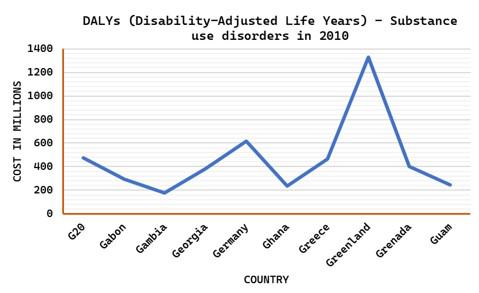 DALYs (Disability-Adjusted Life Years) - Substance
use disorders in 2010
1400
1200
1000
800
600
400
200
0
COST IN MILLIONS
G20
Gabon
Gambia
Georgia
Germany
Ghana
Greece
Greenland
Grenada
Guam
COUNTRY